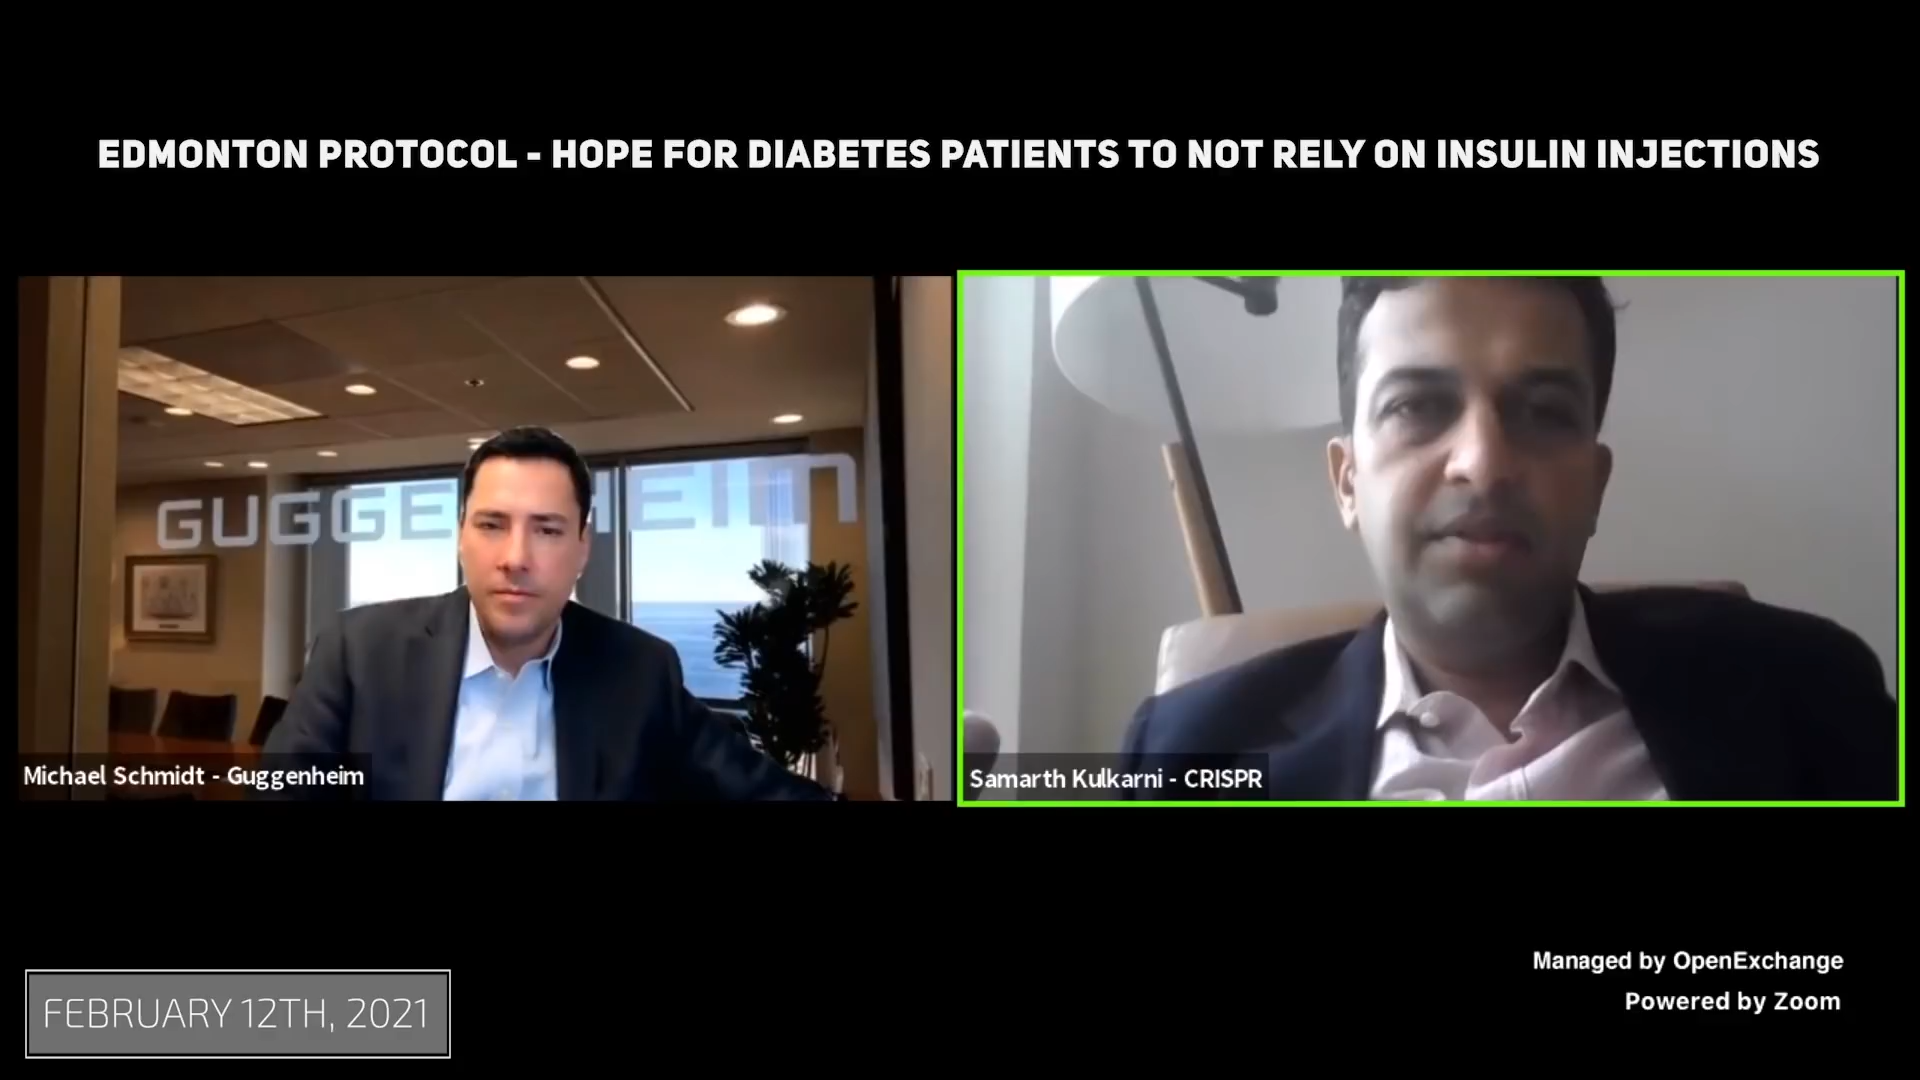 EDMONTON PROTOCOL - HOPE FOR DIABETES PATIENTS TO NOT RELY ON INSULIN INJECTIONS
GUGGENHEIM
Michael Schmidt - Guggenheim
Samarth Kulkarni - CRISPR
Managed by OpenExchange
Powered by Zoom
FEBRUARY 12TH, 2021